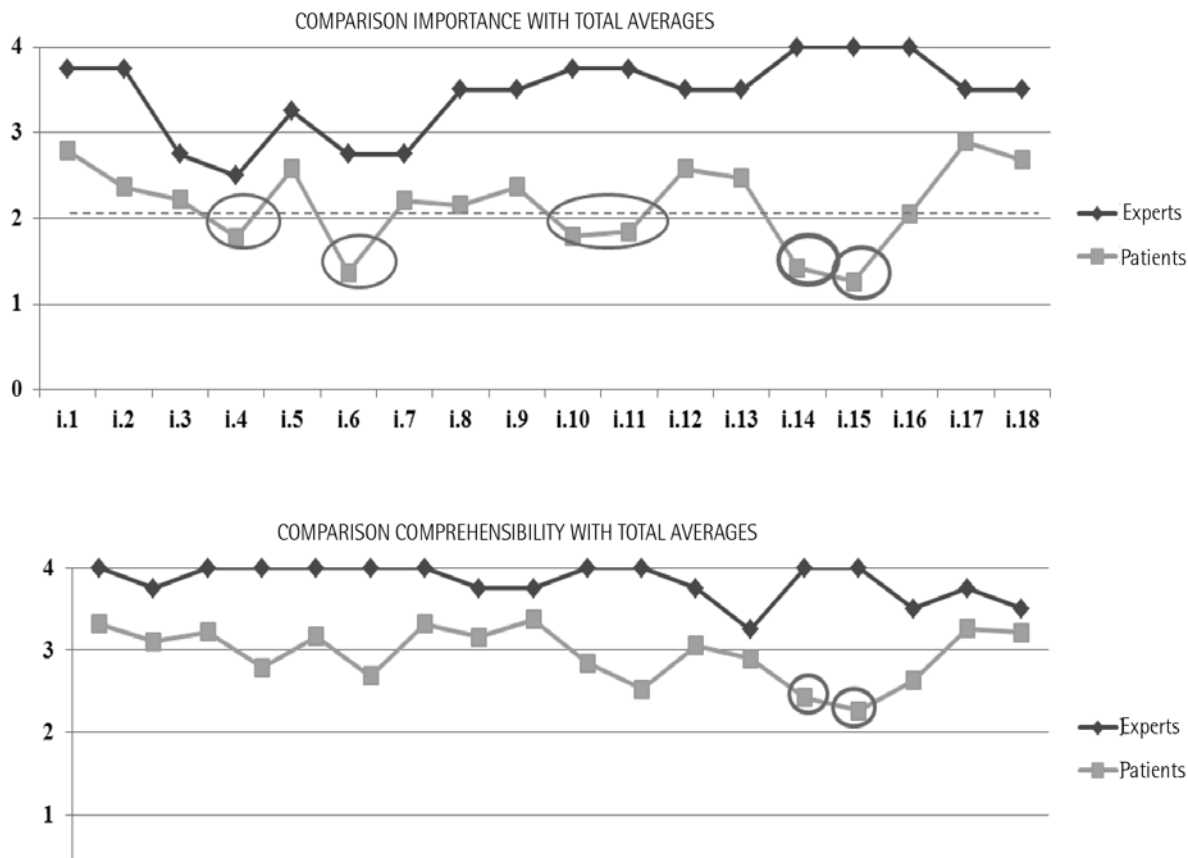 COMPARISON IMPORTANCE WITH TOTAL AVERAGES
4
3
2
1
0
i.1 i.2 i.3 i.4 i.5 i.6 i.7 i.8 i.9 i.10 i.11 i.12 i.13 i.14 i.15 i.16 i.17 i.18
Experts
Patients
COMPARISON COMPREHENSIBILITY WITH TOTAL AVERAGES
4
3
2
1
Experts
Patients